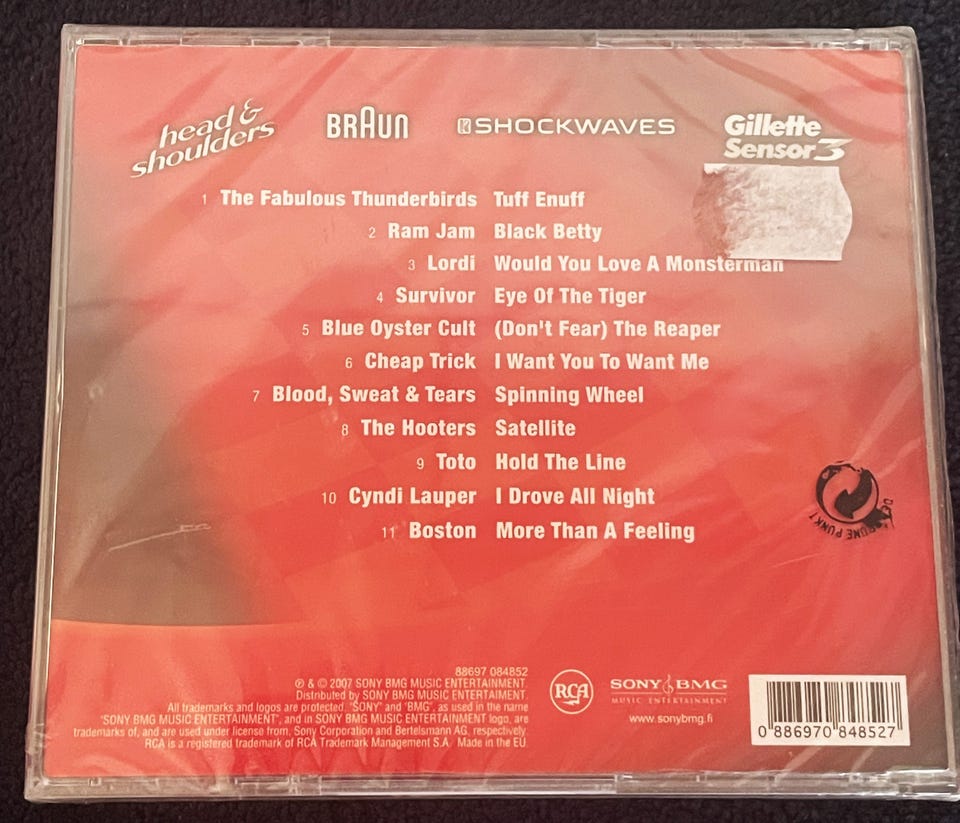 head &
shoulders
BRAUN
SHOCKWAVES
Gillette
Sensor3
1 The Fabulous Thunderbirds Tuff Enuff
2 Ram Jam Black Betty
3 Lordi Would You Love A Monsterman
4 Survivor Eye Of The Tiger
5 Blue Oyster Cult (Don't Fear) The Reaper
6 Cheap Trick I Want You To Want Me
7 Blood, Sweat & Tears Spinning Wheel
8 The Hooters Satellite
9 Toto Hold The Line
10 Cyndi Lauper I Drove All Night
11 Boston More Than A Feeling
PUNKT
88697 084852
℗ & © 2007 SONY BMG MUSIC ENTERTAINMENT.
Distributed by SONY BMG MUSIC ENTERTAIMENT.
All trademarks and logos are protected. "SONY" and "BMG", as used in the name
"SONY BMG MUSIC ENTERTAINMENT", and in SONY BMG MUSIC ENTERTAINMENT logo, are
trademarks of, and are used under license from, Sony Corporation and Bertelsmann AG, respectively.
RCA is a registered trademark of RCA Trademark Management S.A. Made in the EU.
RCA
SONY BMG
MUSIC ENTERTAINMENT
www.sonybmg.fi
0 886970 848527